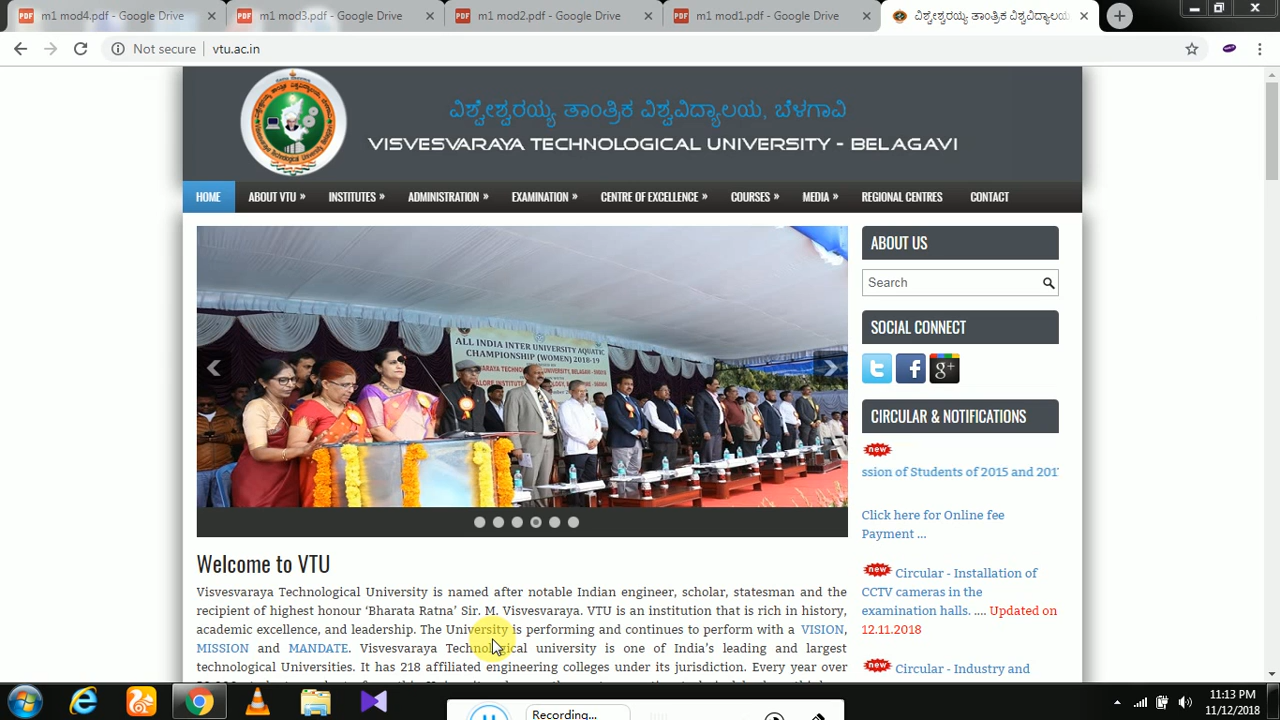 m1 mod4.pdf - Google Drive
m1 mod3.pdf - Google Drive
m1 mod2.pdf - Google Drive
m1 mod1.pdf - Google Drive
ವಿಶ್ವೇಶ್ವರಯ್ಯ ತಾಂತ್ರಿಕ ವಿಶ್ವವಿದ್ಯಾಲಯ,
Not secure
vtu.ac.in
ವಿಶ್ವೇಶ್ವರಯ್ಯ ತಾಂತ್ರಿಕ ವಿಶ್ವವಿದ್ಯಾಲಯ, ಬೆಳಗಾವಿ
VISVESVARAYA TECHNOLOGICAL UNIVERSITY - BELAGAVI
HOME
ABOUT VTU »
INSTITUTES »
ADMINISTRATION »
EXAMINATION »
CENTRE OF EXCELLENCE »
COURSES »
MEDIA »
REGIONAL CENTRES
CONTACT
ALL INDIA INTER UNIVERSITY AQUATIC
CHAMPIONSHIP (WOMEN) 2018-19
Welcome to VTU
Visvesvaraya Technological University is named after notable Indian engineer, scholar, statesman and the
recipient of highest honour ‘Bharata Ratna’ Sir. M. Visvesvaraya. VTU is an institution that is rich in history,
academic excellence, and leadership. The University is performing and continues to perform with a VISION,
MISSION and MANDATE. Visvesvaraya Technological university is one of India’s leading and largest
technological Universities. It has 218 affiliated engineering colleges under its jurisdiction. Every year over
ABOUT US
Search
SOCIAL CONNECT
CIRCULAR & NOTIFICATIONS
new
ssion of Students of 2015 and 201
Click here for Online fee
Payment ...
new Circular - Installation of
CCTV cameras in the
examination halls. .... Updated on
12.11.2018
new Circular - Industry and
Recording...
11:13 PM
11/12/2018